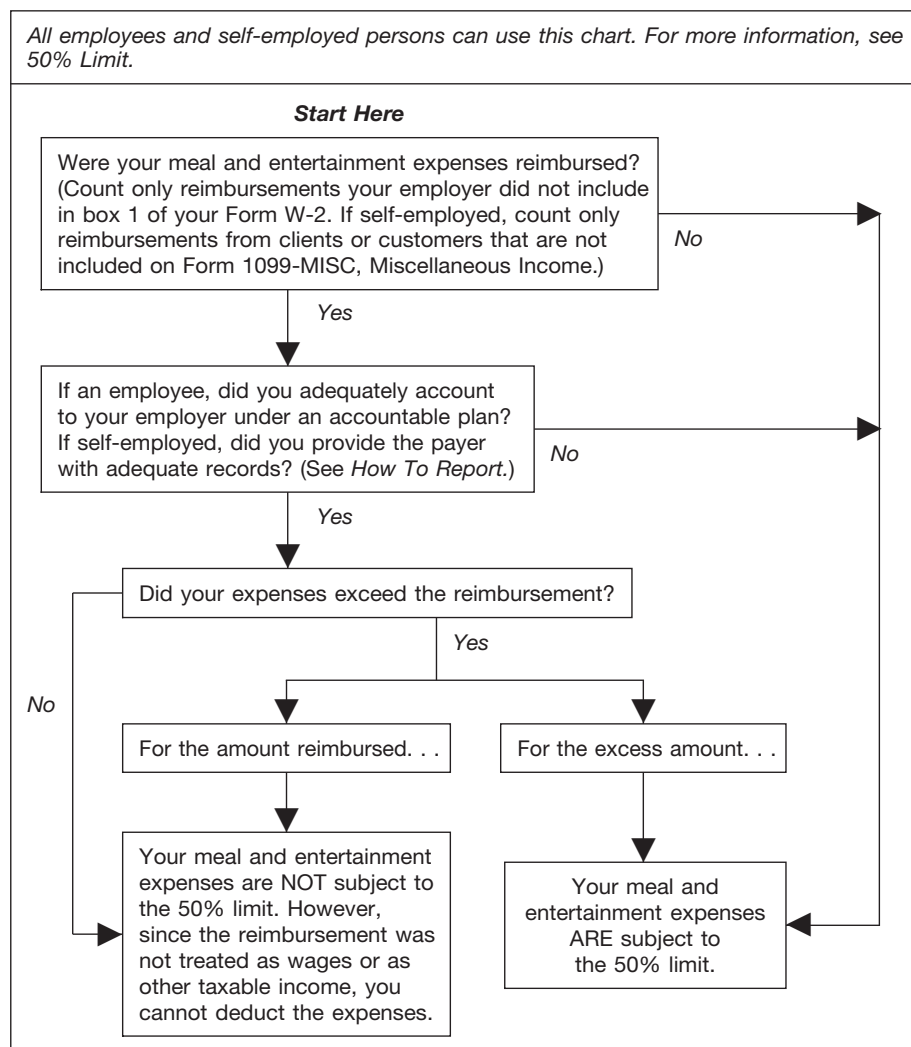 All employees and self-employed persons can use this chart. For more information, see
50% Limit.
Start Here
Were your meal and entertainment expenses reimbursed?
(Count only reimbursements your employer did not include
in box 1 of your Form W-2. If self-employed, count only
reimbursements from clients or customers that are not
included on Form 1099-MISC, Miscellaneous Income.)
No
Yes
If an employee, did you adequately account
to your employer under an accountable plan?
If self-employed, did you provide the payer
with adequate records? (See How To Report.)
No
Yes
Did your expenses exceed the reimbursement?
Yes
No
For the amount reimbursed. . .
For the excess amount. . .
Your meal and entertainment
expenses are NOT subject to
the 50% limit. However,
since the reimbursement was
not treated as wages or as
other taxable income, you
cannot deduct the expenses.
Your meal and
entertainment expenses
ARE subject to
the 50% limit.